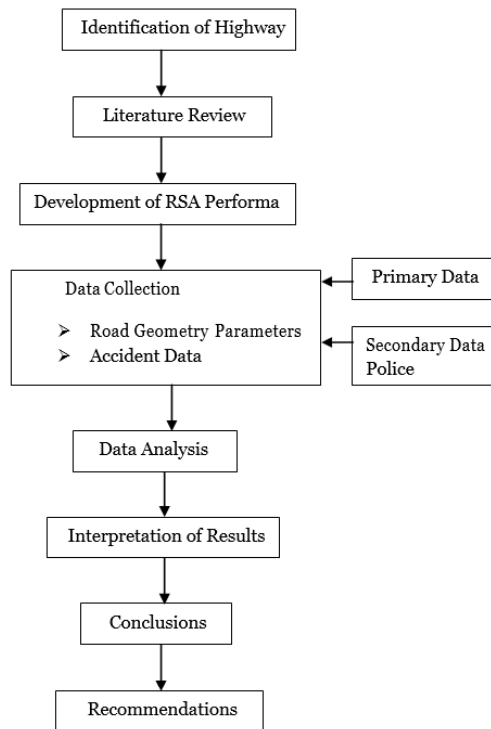 Identification of Highway
Literature Review
Development of RSA Performa
Data Collection
➢ Road Geometry Parameters
➢ Accident Data
Primary Data
Secondary Data
Police
Data Analysis
Interpretation of Results
Conclusions
Recommendations